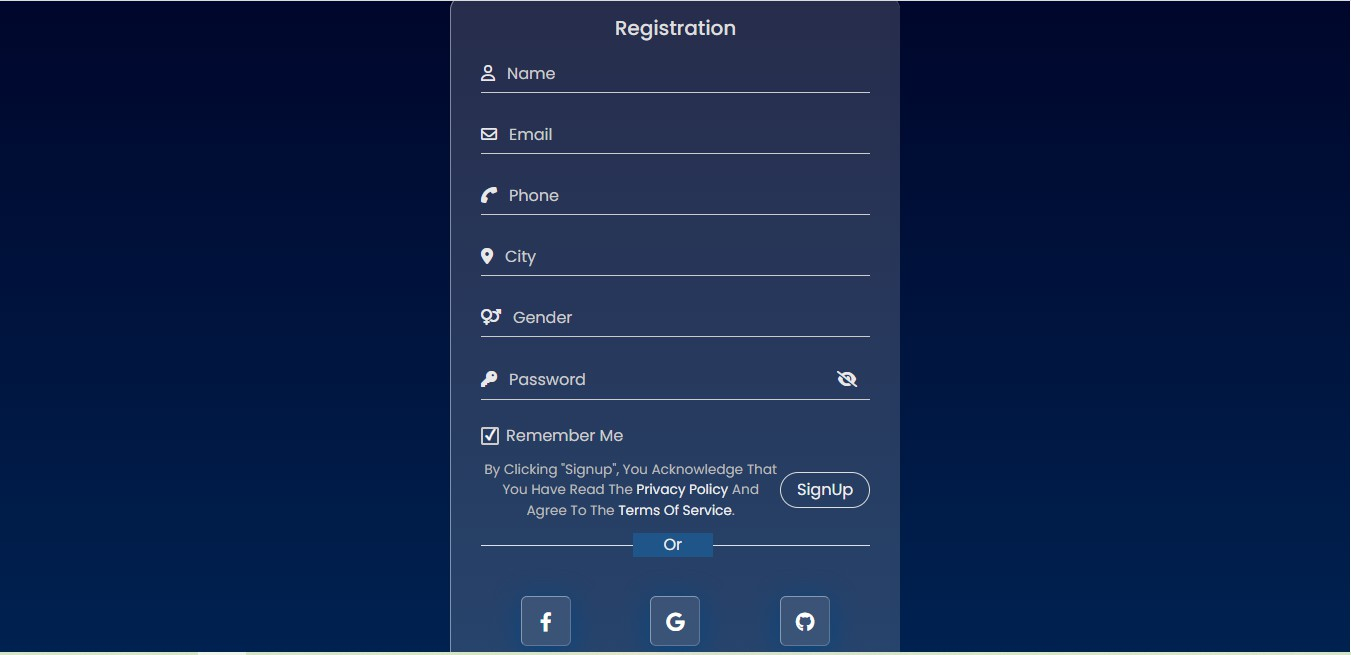 Registration
Name
Email
Phone
City
Gender
Password
Remember Me
By Clicking "Signup", You Acknowledge That
You Have Read The Privacy Policy And
Agree To The Terms Of Service.
SignUp
Or